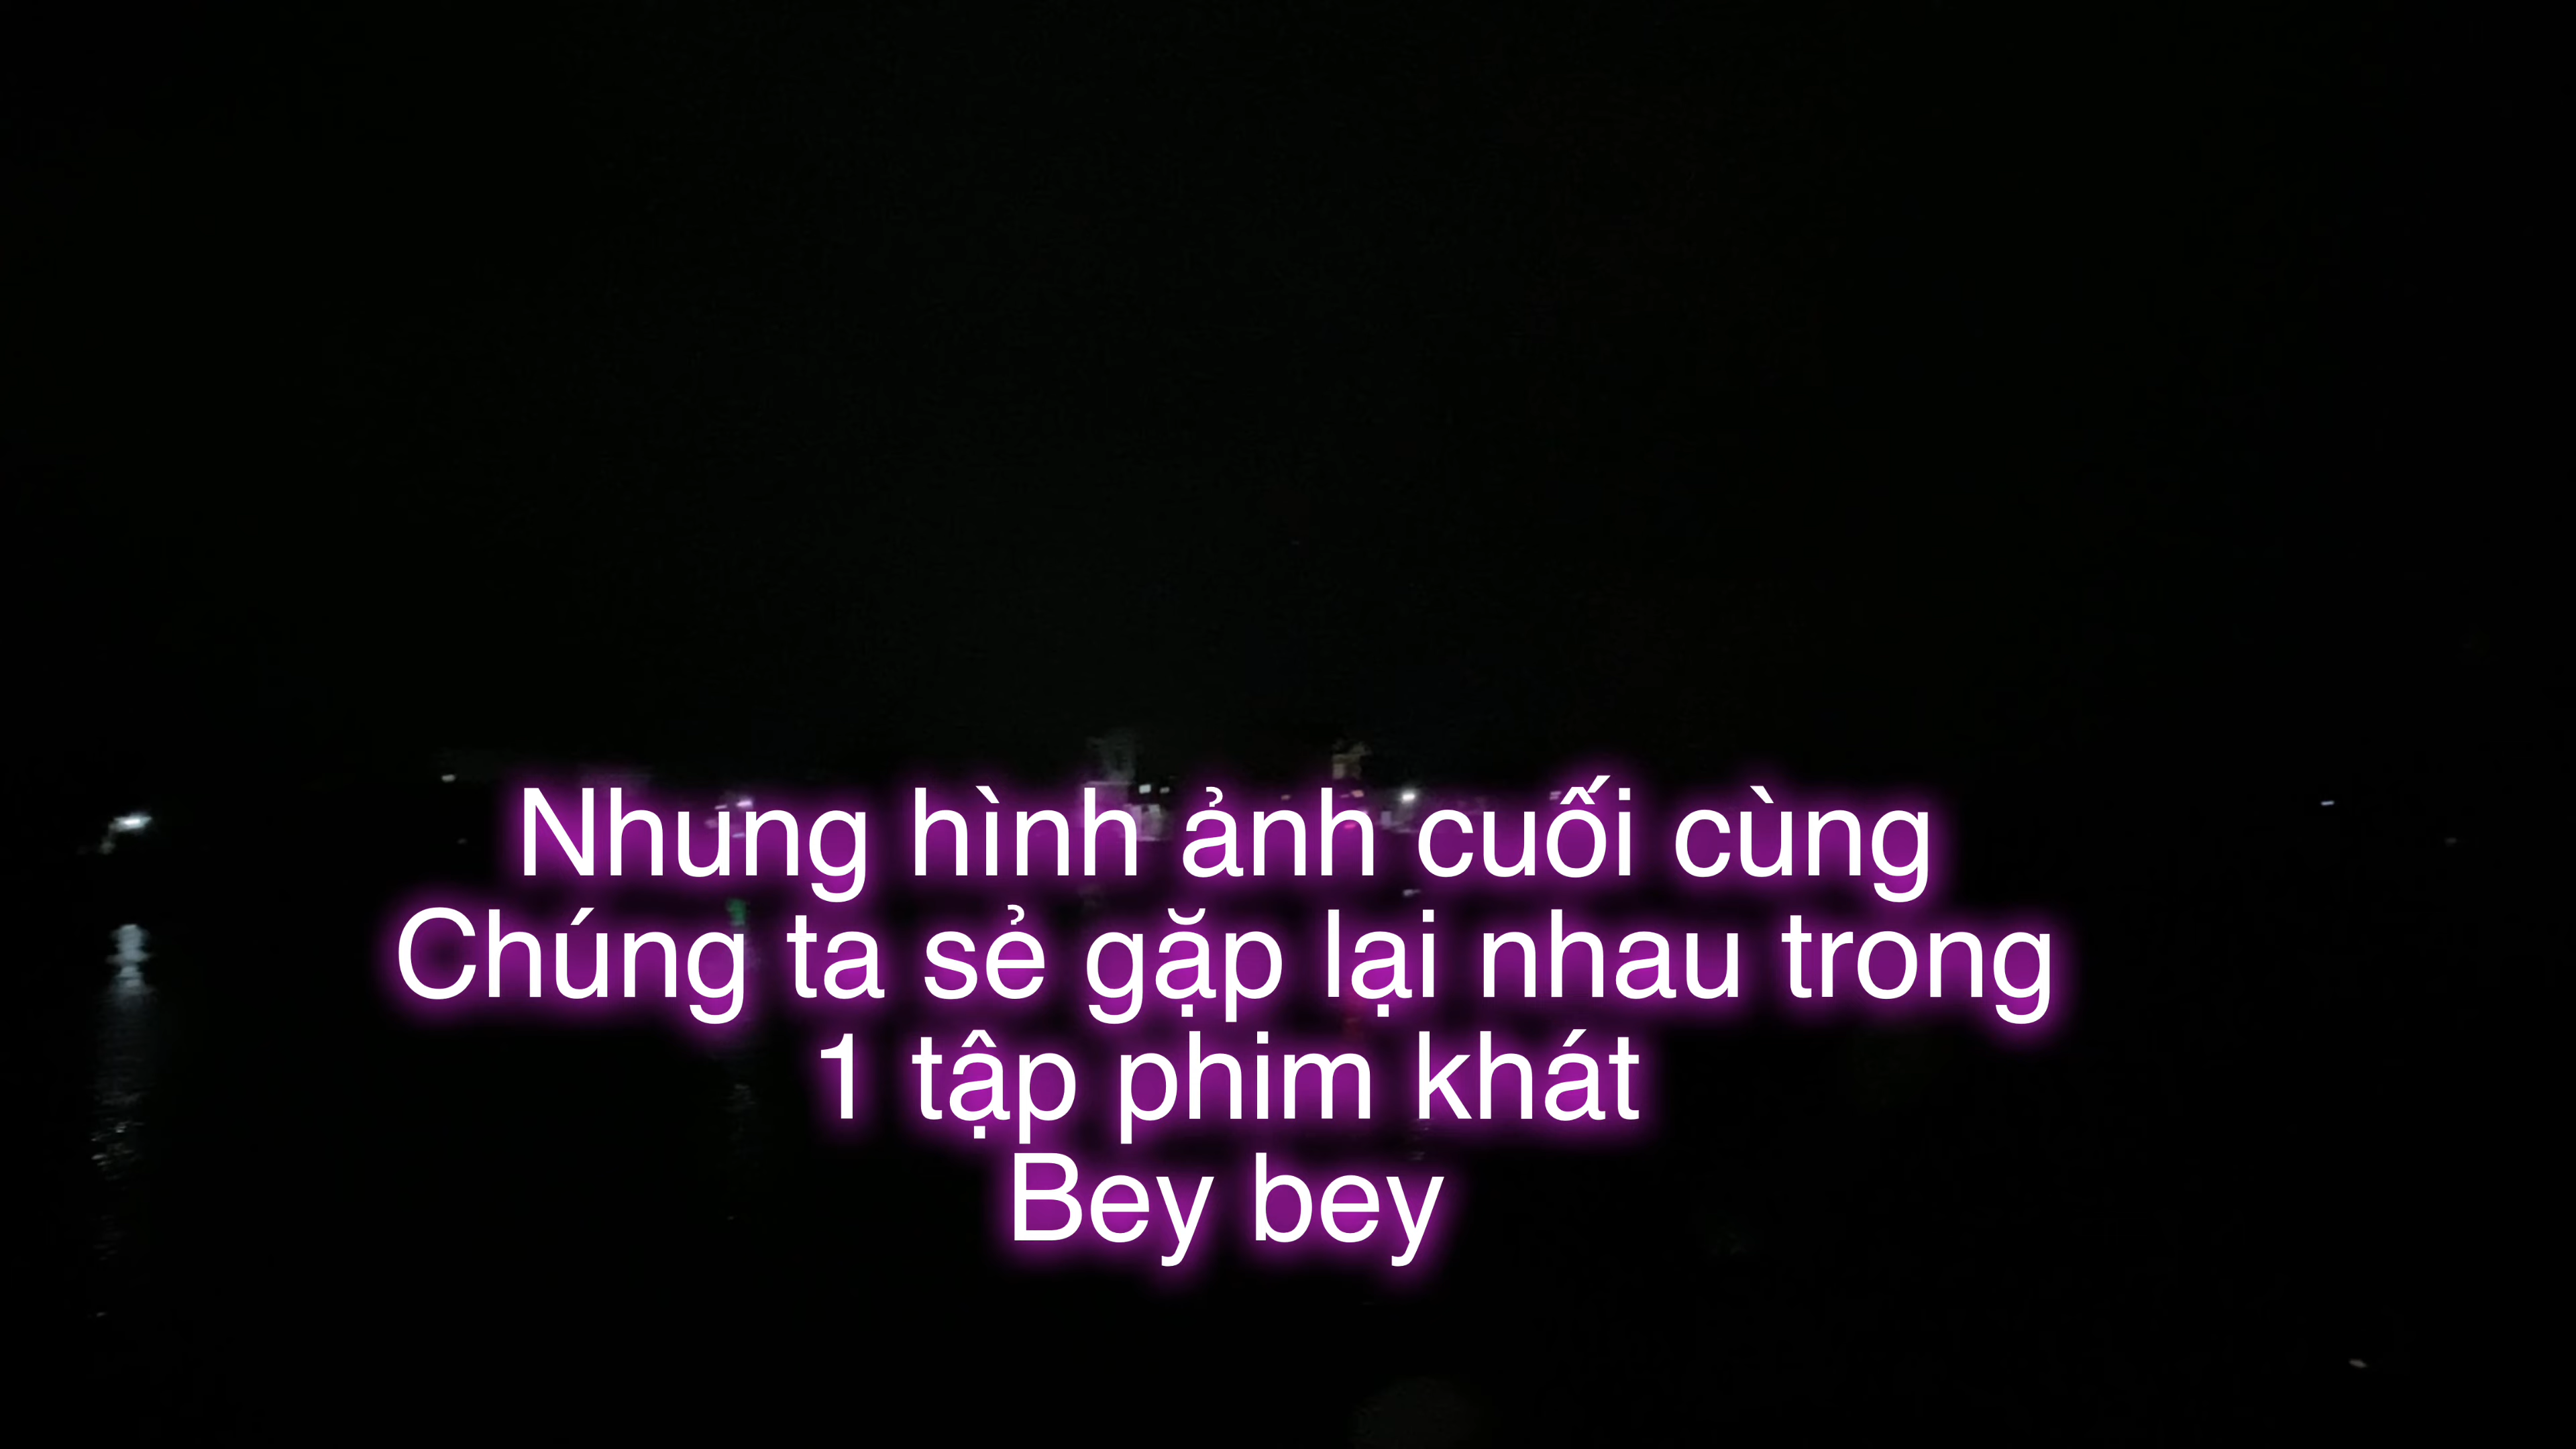 Nhung hình ảnh cuối cùng
Chúng ta sẻ gặp lại nhau trong
1 tập phim khát
Bey bey